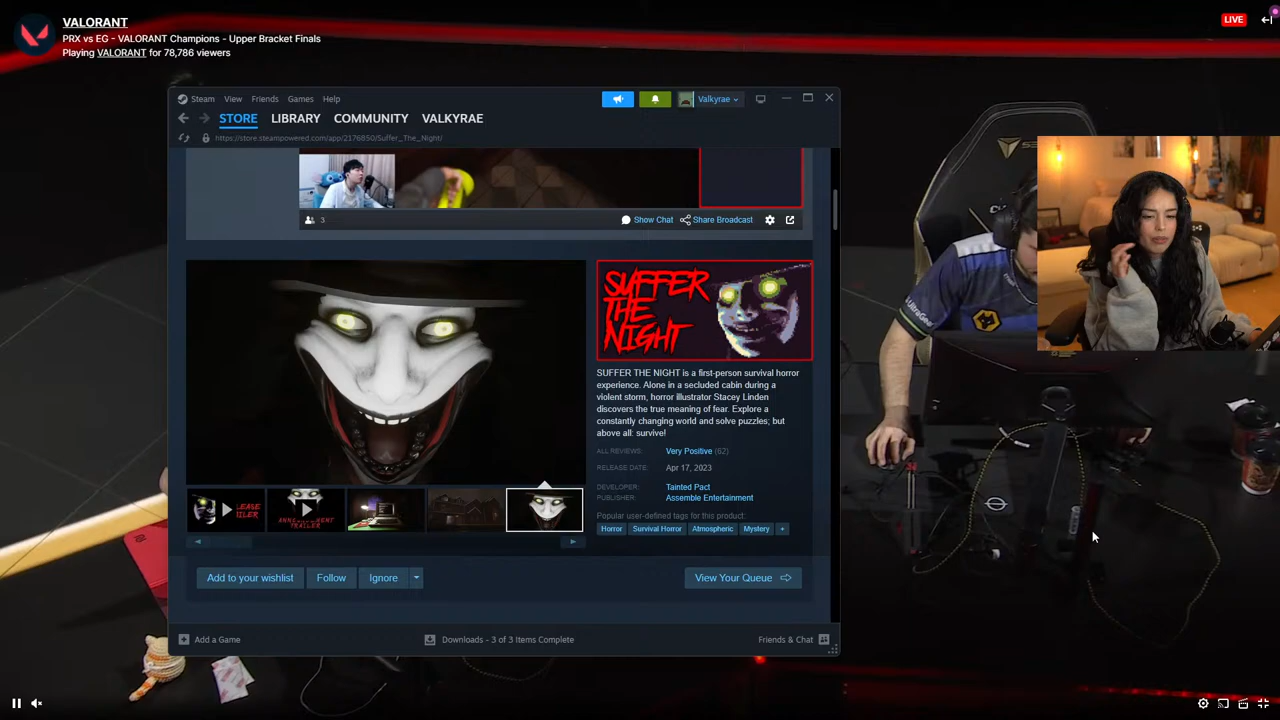 VALORANT
PRX vs EG - VALORANT Champions - Upper Bracket Finals
Playing VALORANT for 78,786 viewers
LIVE
Steam View Friends Games Help
Valkyrae
STORE LIBRARY COMMUNITY VALKYRAE
https://store.steampowered.com/app/2176850/Suffer_The_Night/
3
Show Chat Share Broadcast
SUFFER
THE
NIGHT
SUFFER THE NIGHT is a first-person survival horror
experience. Alone in a secluded cabin during a
violent storm, horror illustrator Stacey Linden
discovers the true meaning of fear. Explore a
constantly changing world and solve puzzles; but
above all: survive!
ALL REVIEWS: Very Positive (62)
RELEASE DATE: Apr 17, 2023
DEVELOPER: Tainted Pact
PUBLISHER: Assemble Entertainment
Popular user-defined tags for this product:
Horror Survival Horror Atmospheric Mystery +
TRAILER
Add to your wishlist Follow Ignore View Your Queue
Add a Game Downloads - 3 of 3 Items Complete Friends & Chat